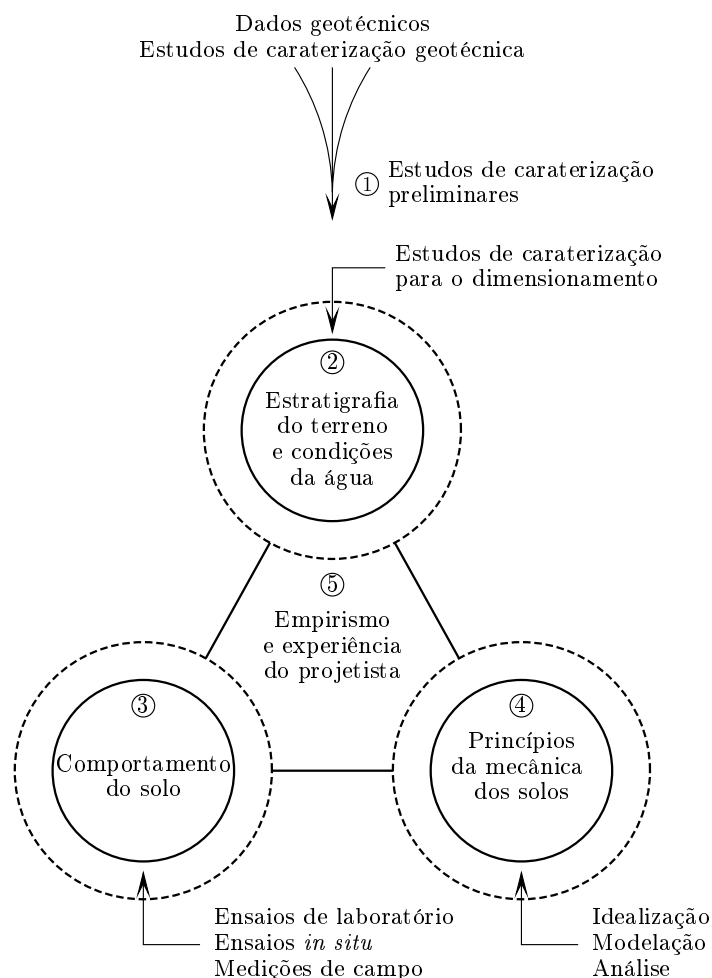 Dados geotécnicos
Estudos de caraterização geotécnica
① Estudos de caraterização
preliminares
Estudos de caraterização
para o dimensionamento
②
Estratigrafia
do terreno
e condições
da água
⑤
Empirismo
e experiência
do projetista
③
Comportamento
do solo
④
Princípios
da mecânica
dos solos
Ensaios de laboratório
Ensaios in situ
Medições de campo
Idealização
Modelação
Análise